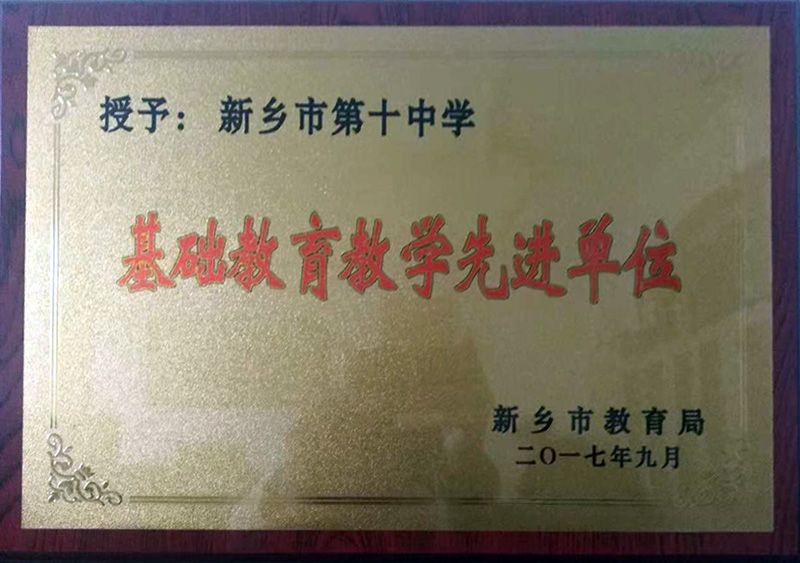 授予：新乡市第十中学
基础教育教学先进单位
新乡市教育局
二〇一七年九月